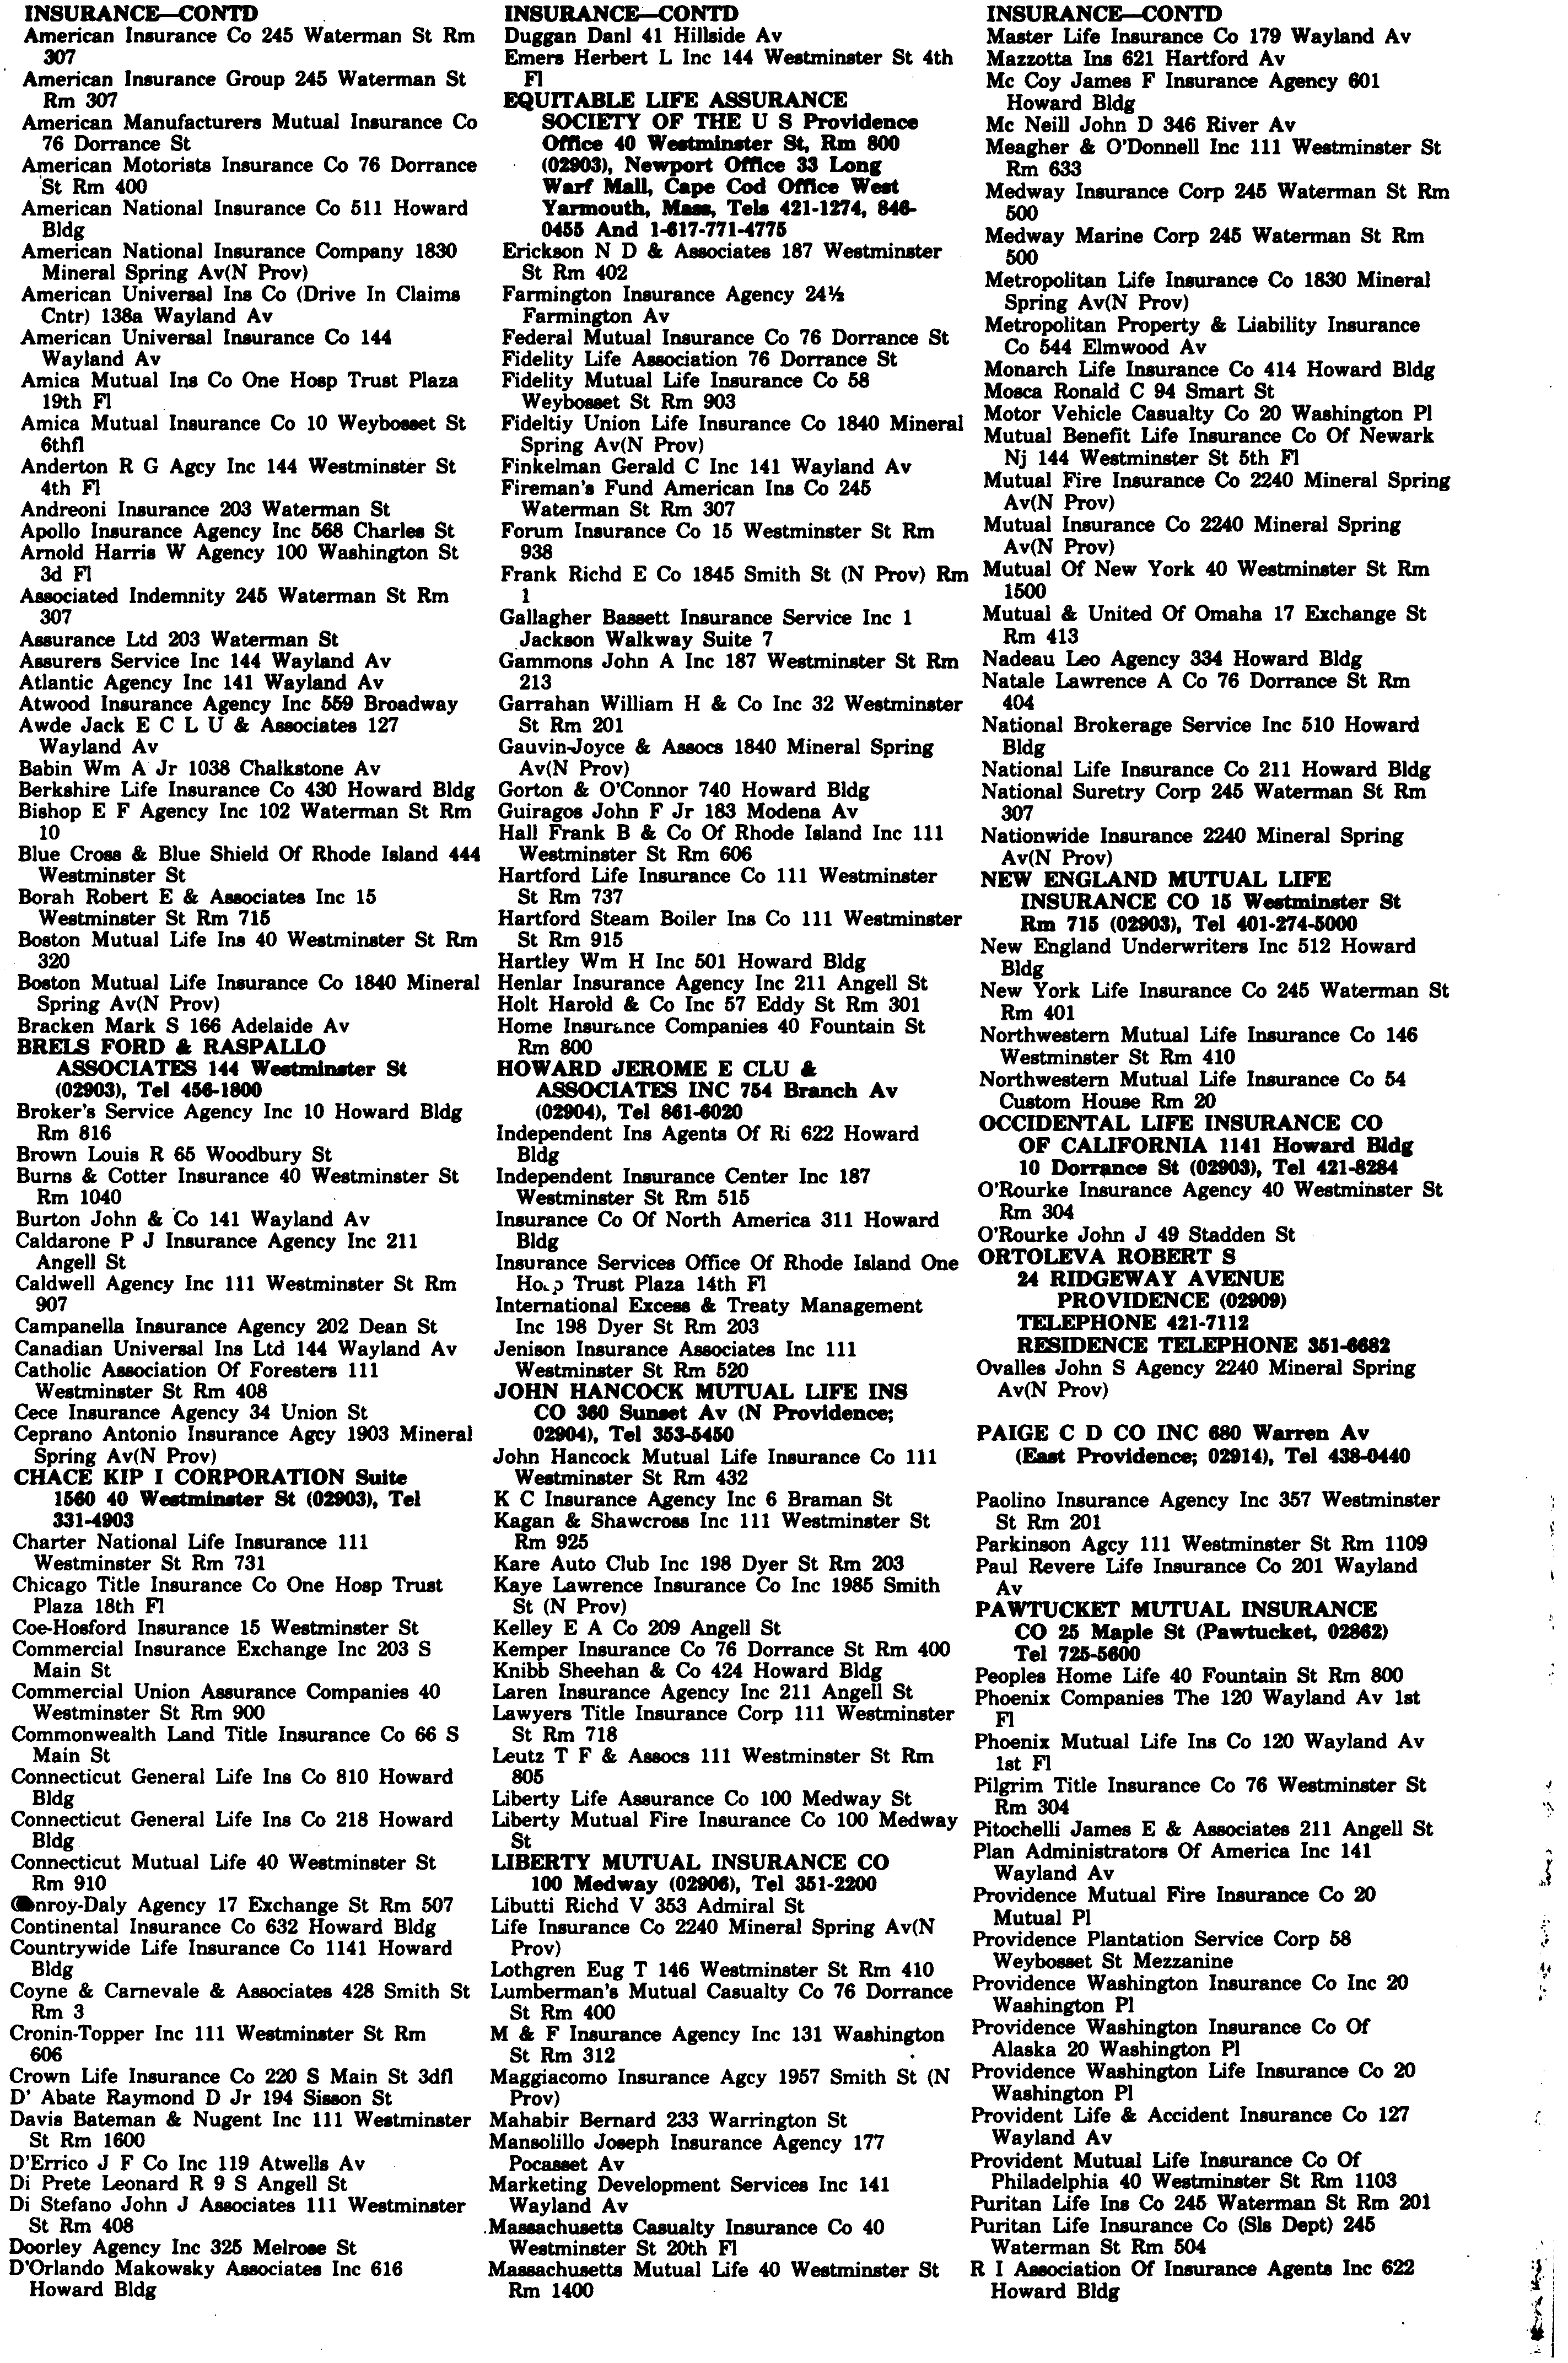 INSURANCE—CONTD
American Insurance Co 245 Waterman St Rm
307
American Insurance Group 245 Waterman St
Rm 307
American Manufacturers Mutual Insurance Co
76 Dorrance St
American Motorists Insurance Co 76 Dorrance
St Rm 400
American National Insurance Co 511 Howard
Bldg
American National Insurance Company 1830
Mineral Spring Av(N Prov)
American Universal Ins Co (Drive In Claims
Cntr) 138a Wayland Av
American Universal Insurance Co 144
Wayland Av
Amica Mutual Ins Co One Hosp Trust Plaza
19th Fl
Amica Mutual Insurance Co 10 Weybosset St
6thfl
Anderton R G Agcy Inc 144 Westminster St
4th Fl
Andreoni Insurance 203 Waterman St
Apollo Insurance Agency Inc 568 Charles St
Arnold Harris W Agency 100 Washington St
3d Fl
Associated Indemnity 245 Waterman St Rm
307
Assurance Ltd 203 Waterman St
Assurers Service Inc 144 Wayland Av
Atlantic Agency Inc 141 Wayland Av
Atwood Insurance Agency Inc 559 Broadway
Awde Jack E C L U & Associates 127
Wayland Av
Babin Wm A Jr 1038 Chalkstone Av
Berkshire Life Insurance Co 430 Howard Bldg
Bishop E F Agency Inc 102 Waterman St Rm
10
Blue Cross & Blue Shield Of Rhode Island 444
Westminster St
Borah Robert E & Associates Inc 15
Westminster St Rm 715
Boston Mutual Life Ins 40 Westminster St Rm
320
Boston Mutual Life Insurance Co 1840 Mineral
Spring Av(N Prov)
Bracken Mark S 166 Adelaide Av
BRELS FORD & RASPALLO
ASSOCIATES 144 Westminster St
(02903), Tel 456-1800
Broker's Service Agency Inc 10 Howard Bldg
Rm 816
Brown Louis R 65 Woodbury St
Burns & Cotter Insurance 40 Westminster St
Rm 1040
Burton John & Co 141 Wayland Av
Caldarone P J Insurance Agency Inc 211
Angell St
Caldwell Agency Inc 111 Westminster St Rm
907
Campanella Insurance Agency 202 Dean St
Canadian Universal Ins Ltd 144 Wayland Av
Catholic Association Of Foresters 111
Westminster St Rm 408
Cece Insurance Agency 34 Union St
Ceprano Antonio Insurance Agcy 1903 Mineral
Spring Av(N Prov)
CHACE KIP I CORPORATION Suite
1560 40 Westminster St (02903), Tel
331-4903
Charter National Life Insurance 111
Westminster St Rm 731
Chicago Title Insurance Co One Hosp Trust
Plaza 18th Fl
Coe-Hosford Insurance 15 Westminster St
Commercial Insurance Exchange Inc 203 S
Main St
Commercial Union Assurance Companies 40
Westminster St Rm 900
Commonwealth Land Title Insurance Co 66 S
Main St
Connecticut General Life Ins Co 810 Howard
Bldg
Connecticut General Life Ins Co 218 Howard
Bldg
Connecticut Mutual Life 40 Westminster St
Rm 910
Conroy-Daly Agency 17 Exchange St Rm 507
Continental Insurance Co 632 Howard Bldg
Countrywide Life Insurance Co 1141 Howard
Bldg
Coyne & Carnevale & Associates 428 Smith St
Rm 3
Cronin-Topper Inc 111 Westminster St Rm
606
Crown Life Insurance Co 220 S Main St 3dfl
D' Abate Raymond D Jr 194 Sisson St
Davis Bateman & Nugent Inc 111 Westminster
St Rm 1600
D'Errico J F Co Inc 119 Atwells Av
Di Prete Leonard R 9 S Angell St
Di Stefano John J Associates 111 Westminster
St Rm 408
Doorley Agency Inc 325 Melrose St
D'Orlando Makowsky Associates Inc 616
Howard Bldg
INSURANCE—CONTD
Duggan Danl 41 Hillside Av
Emers Herbert L Inc 144 Westminster St 4th
Fl
EQUITABLE LIFE ASSURANCE
SOCIETY OF THE U S Providence
Office 40 Westminster St, Rm 800
(02903), Newport Office 33 Long
Warf Mall, Cape Cod Office West
Yarmouth, Mass, Tels 421-1274, 846-
0455 And 1-617-771-4775
Erickson N D & Associates 187 Westminster
St Rm 402
Farmington Insurance Agency 24½
Farmington Av
Federal Mutual Insurance Co 76 Dorrance St
Fidelity Life Association 76 Dorrance St
Fidelity Mutual Life Insurance Co 58
Weybosset St Rm 903
Fideltiy Union Life Insurance Co 1840 Mineral
Spring Av(N Prov)
Finkelman Gerald C Inc 141 Wayland Av
Fireman's Fund American Ins Co 245
Waterman St Rm 307
Forum Insurance Co 15 Westminster St Rm
938
Frank Richd E Co 1845 Smith St (N Prov) Rm
1
Gallagher Bassett Insurance Service Inc 1
Jackson Walkway Suite 7
Gammons John A Inc 187 Westminster St Rm
213
Garrahan William H & Co Inc 32 Westminster
St Rm 201
Gauvin-Joyce & Assocs 1840 Mineral Spring
Av(N Prov)
Gorton & O'Connor 740 Howard Bldg
Guiragos John F Jr 183 Modena Av
Hall Frank B & Co Of Rhode Island Inc 111
Westminster St Rm 606
Hartford Life Insurance Co 111 Westminster
St Rm 737
Hartford Steam Boiler Ins Co 111 Westminster
St Rm 915
Hartley Wm H Inc 501 Howard Bldg
Henlar Insurance Agency Inc 211 Angell St
Holt Harold & Co Inc 57 Eddy St Rm 301
Home Insurance Companies 40 Fountain St
Rm 800
HOWARD JEROME E CLU &
ASSOCIATES INC 754 Branch Av
(02904), Tel 861-6020
Independent Ins Agents Of Ri 622 Howard
Bldg
Independent Insurance Center Inc 187
Westminster St Rm 515
Insurance Co Of North America 311 Howard
Bldg
Insurance Services Office Of Rhode Island One
Hosp Trust Plaza 14th Fl
International Excess & Treaty Management
Inc 198 Dyer St Rm 203
Jenison Insurance Associates Inc 111
Westminster St Rm 520
JOHN HANCOCK MUTUAL LIFE INS
CO 360 Sunset Av (N Providence;
02904), Tel 353-5450
John Hancock Mutual Life Insurance Co 111
Westminster St Rm 432
K C Insurance Agency Inc 6 Braman St
Kagan & Shawcross Inc 111 Westminster St
Rm 925
Kare Auto Club Inc 198 Dyer St Rm 203
Kaye Lawrence Insurance Co Inc 1985 Smith
St (N Prov)
Kelley E A Co 209 Angell St
Kemper Insurance Co 76 Dorrance St Rm 400
Knibb Sheehan & Co 424 Howard Bldg
Laren Insurance Agency Inc 211 Angell St
Lawyers Title Insurance Corp 111 Westminster
St Rm 718
Leutz T F & Assocs 111 Westminster St Rm
805
Liberty Life Assurance Co 100 Medway St
Liberty Mutual Fire Insurance Co 100 Medway
St
LIBERTY MUTUAL INSURANCE CO
100 Medway (02906), Tel 351-2200
Libutti Richd V 353 Admiral St
Life Insurance Co 2240 Mineral Spring Av(N
Prov)
Lothgren Eug T 146 Westminster St Rm 410
Lumberman's Mutual Casualty Co 76 Dorrance
St Rm 400
M & F Insurance Agency Inc 131 Washington
St Rm 312
Maggiacomo Insurance Agcy 1957 Smith St (N
Prov)
Mahabir Bernard 233 Warrington St
Mansolillo Joseph Insurance Agency 177
Pocasset Av
Marketing Development Services Inc 141
Wayland Av
Massachusetts Casualty Insurance Co 40
Westminster St 20th Fl
Massachusetts Mutual Life 40 Westminster St
Rm 1400
INSURANCE—CONTD
Master Life Insurance Co 179 Wayland Av
Mazzotta Ins 621 Hartford Av
Mc Coy James F Insurance Agency 601
Howard Bldg
Mc Neill John D 346 River Av
Meagher & O'Donnell Inc 111 Westminster St
Rm 633
Medway Insurance Corp 245 Waterman St Rm
500
Medway Marine Corp 245 Waterman St Rm
500
Metropolitan Life Insurance Co 1830 Mineral
Spring Av(N Prov)
Metropolitan Property & Liability Insurance
Co 544 Elmwood Av
Monarch Life Insurance Co 414 Howard Bldg
Mosca Ronald C 94 Smart St
Motor Vehicle Casualty Co 20 Washington Pl
Mutual Benefit Life Insurance Co Of Newark
Nj 144 Westminster St 5th Fl
Mutual Fire Insurance Co 2240 Mineral Spring
Av(N Prov)
Mutual Insurance Co 2240 Mineral Spring
Av(N Prov)
Mutual Of New York 40 Westminster St Rm
1500
Mutual & United Of Omaha 17 Exchange St
Rm 413
Nadeau Leo Agency 334 Howard Bldg
Natale Lawrence A Co 76 Dorrance St Rm
404
National Brokerage Service Inc 510 Howard
Bldg
National Life Insurance Co 211 Howard Bldg
National Suretry Corp 245 Waterman St Rm
307
Nationwide Insurance 2240 Mineral Spring
Av(N Prov)
NEW ENGLAND MUTUAL LIFE
INSURANCE CO 15 Westminster St
Rm 715 (02903), Tel 401-274-5000
New England Underwriters Inc 512 Howard
Bldg
New York Life Insurance Co 245 Waterman St
Rm 401
Northwestern Mutual Life Insurance Co 146
Westminster St Rm 410
Northwestern Mutual Life Insurance Co 54
Custom House Rm 20
OCCIDENTAL LIFE INSURANCE CO
OF CALIFORNIA 1141 Howard Bldg
10 Dorrance St (02903), Tel 421-8284
O'Rourke Insurance Agency 40 Westminster St
Rm 304
O'Rourke John J 49 Stadden St
ORTOLEVA ROBERT S
24 RIDGEWAY AVENUE
PROVIDENCE (02909)
TELEPHONE 421-7112
RESIDENCE TELEPHONE 351-6682
Ovalles John S Agency 2240 Mineral Spring
Av(N Prov)
PAIGE C D CO INC 680 Warren Av
(East Providence; 02914), Tel 438-0440
Paolino Insurance Agency Inc 357 Westminster
St Rm 201
Parkinson Agcy 111 Westminster St Rm 1109
Paul Revere Life Insurance Co 201 Wayland
Av
PAWTUCKET MUTUAL INSURANCE
CO 25 Maple St (Pawtucket, 02862)
Tel 725-5600
Peoples Home Life 40 Fountain St Rm 800
Phoenix Companies The 120 Wayland Av 1st
Fl
Phoenix Mutual Life Ins Co 120 Wayland Av
1st Fl
Pilgrim Title Insurance Co 76 Westminster St
Rm 304
Pitochelli James E & Associates 211 Angell St
Plan Administrators Of America Inc 141
Wayland Av
Providence Mutual Fire Insurance Co 20
Mutual Pl
Providence Plantation Service Corp 58
Weybosset St Mezzanine
Providence Washington Insurance Co Inc 20
Washington Pl
Providence Washington Insurance Co Of
Alaska 20 Washington Pl
Providence Washington Life Insurance Co 20
Washington Pl
Provident Life & Accident Insurance Co 127
Wayland Av
Provident Mutual Life Insurance Co Of
Philadelphia 40 Westminster St Rm 1103
Puritan Life Ins Co 245 Waterman St Rm 201
Puritan Life Insurance Co (Sls Dept) 245
Waterman St Rm 504
R I Association Of Insurance Agents Inc 622
Howard Bldg